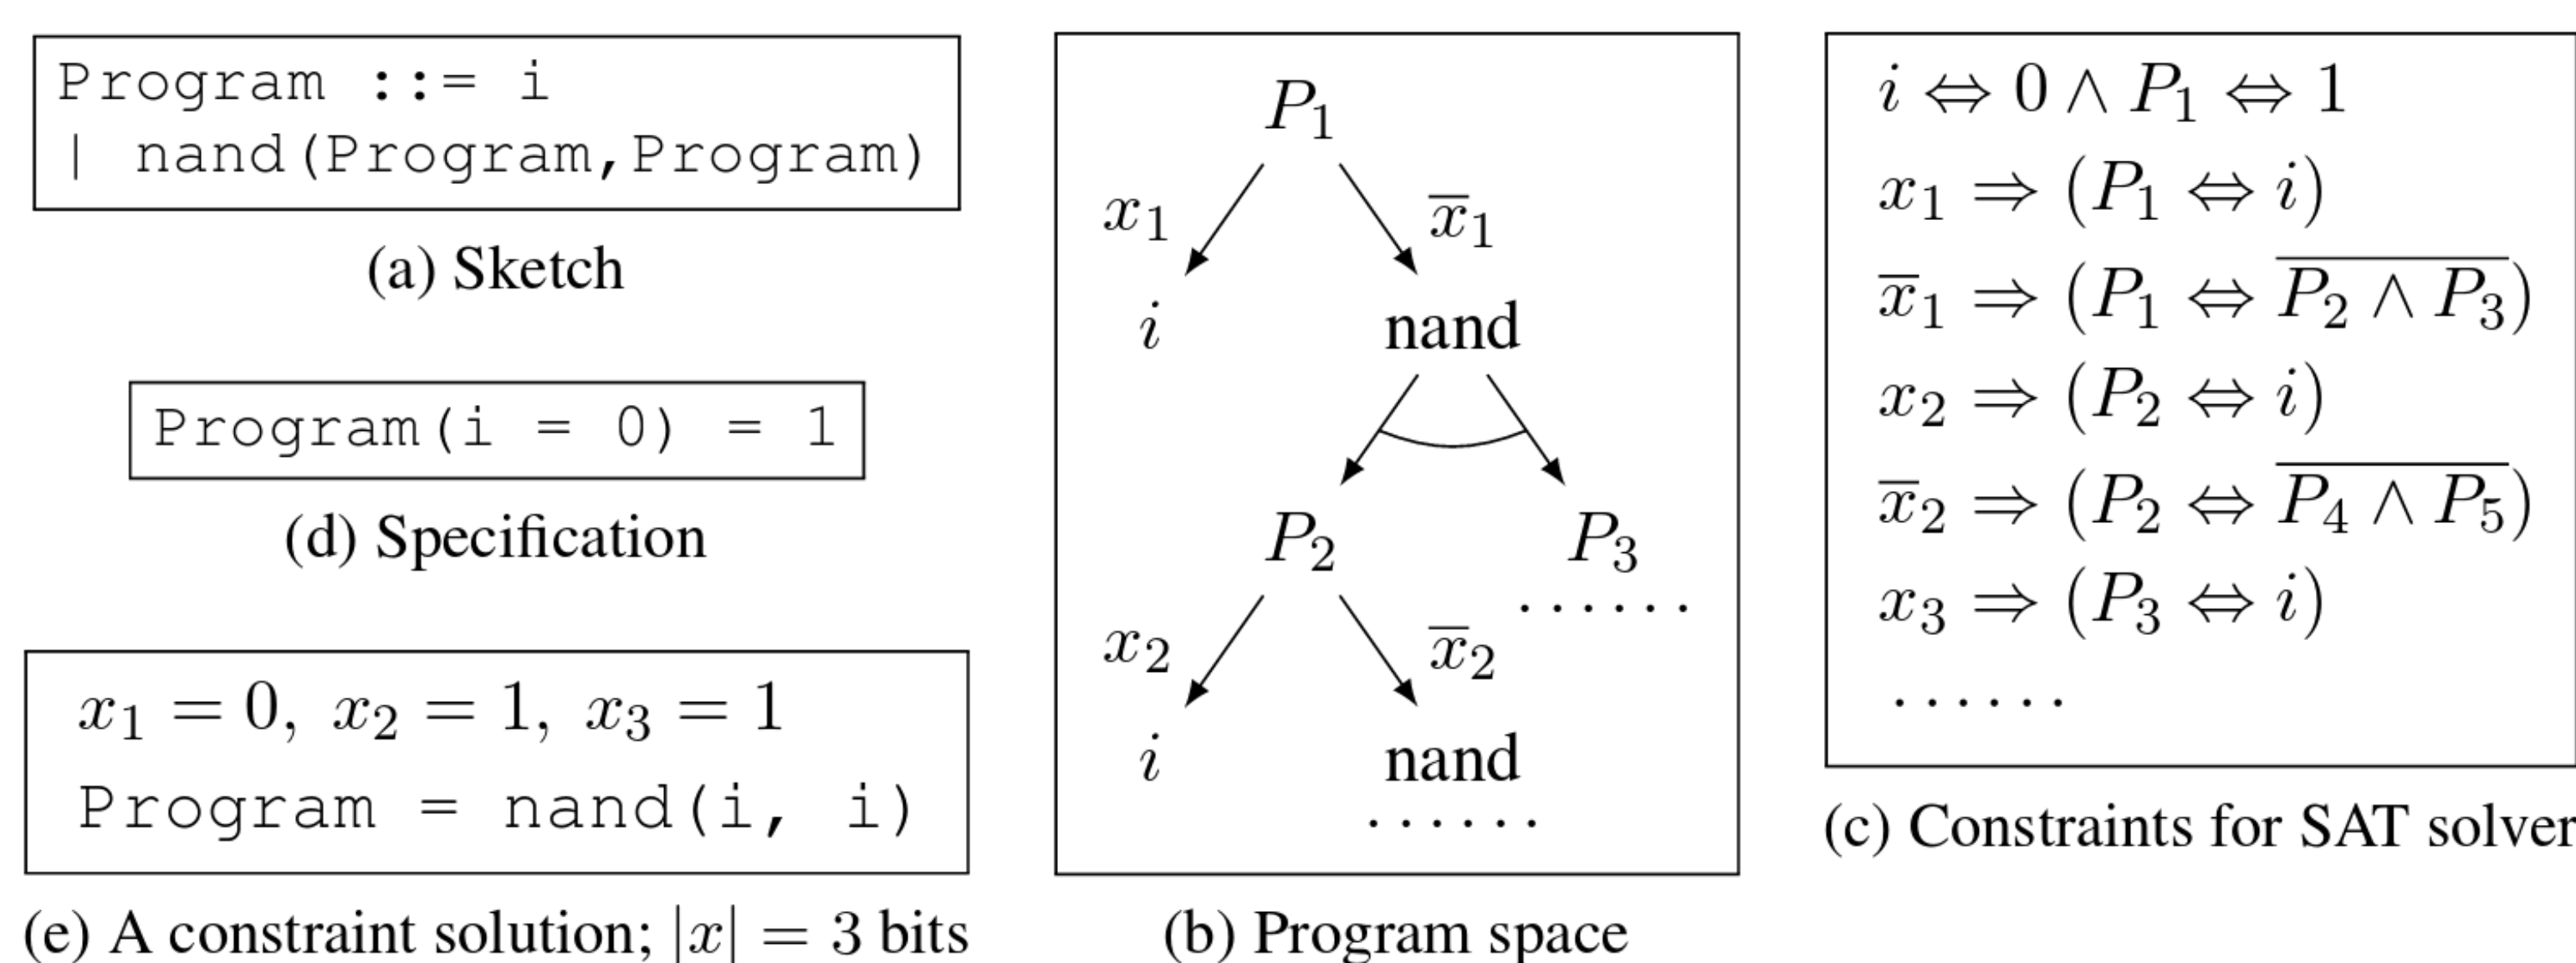 Program ::= i
| nand(Program,Program)
(a) Sketch
Program(i = 0) = 1
(d) Specification
x₁ = 0, x₂ = 1, x₃ = 1
Program = nand(i, i)
(e) A constraint solution; |x| = 3 bits
P₁
x₁ x̅₁
i nand
P₂ P₃
......
x₂ x̅₂
i nand
......
(b) Program space
i ⇔ 0 ∧ P₁ ⇔ 1
x₁ ⇒ (P₁ ⇔ i)
x̅₁ ⇒ (P₁ ⇔ \overline{P₂ ∧ P₃})
x₂ ⇒ (P₂ ⇔ i)
x̅₂ ⇒ (P₂ ⇔ \overline{P₄ ∧ P₅})
x₃ ⇒ (P₃ ⇔ i)
......
(c) Constraints for SAT solver